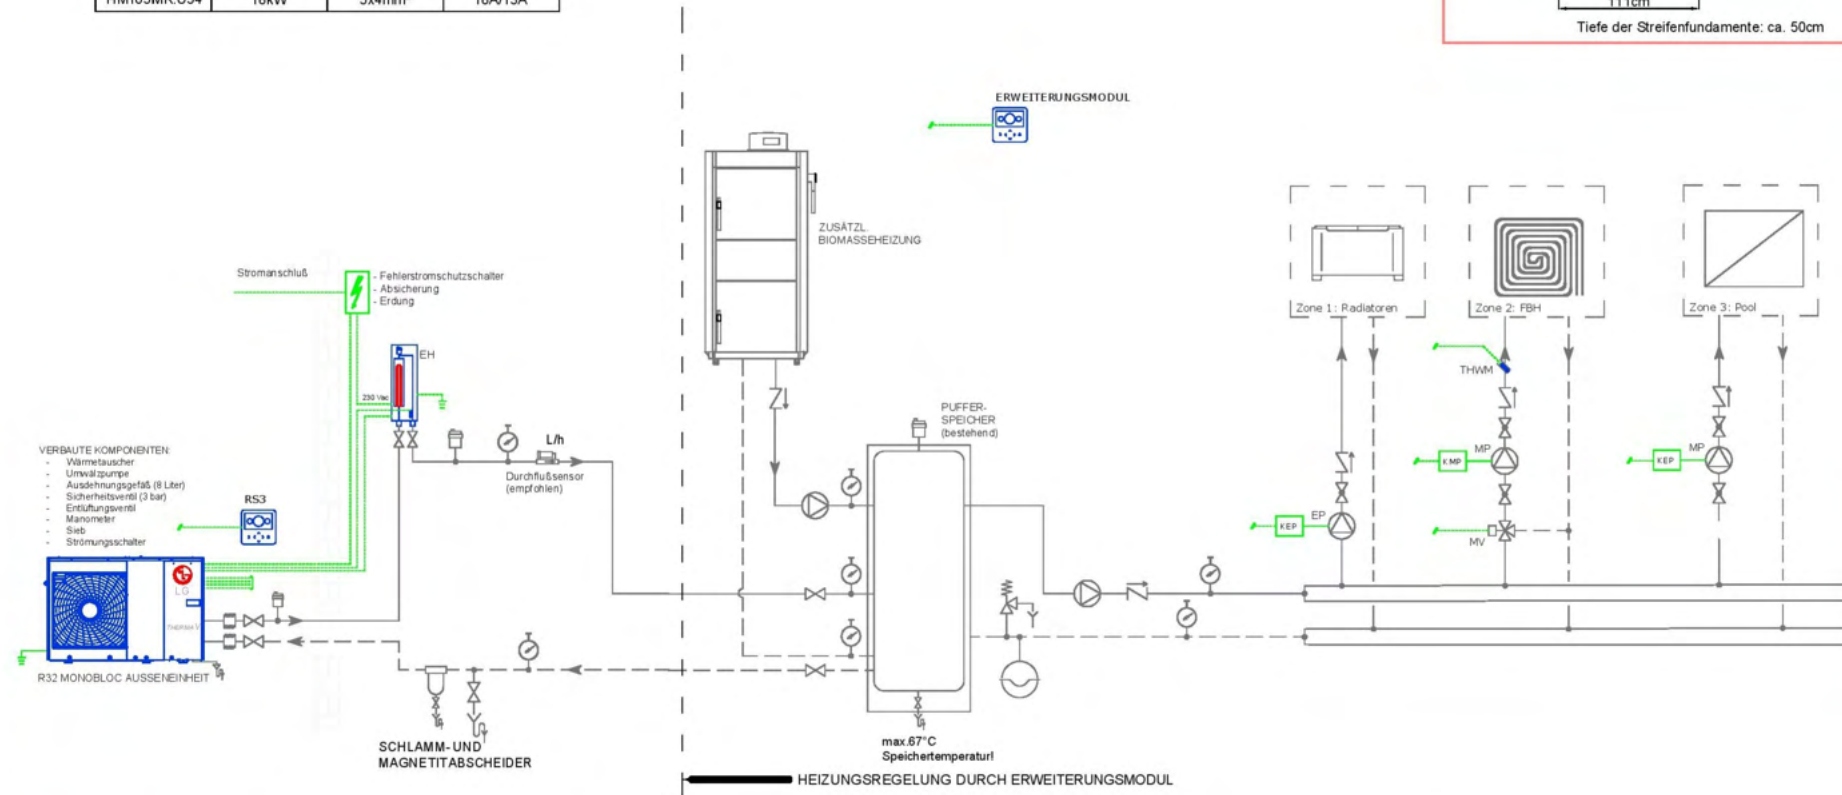 16kW
111cm
Tiefe der Streifenfundamente: ca. 50cm
ERWEITERUNGSMODUL
ZUSÄTZL.
BIOMASSEHEIZUNG
Stromanschluß
- Fehlerstromschutzschalter
- Absicherung
- Erdung
EH
230 Vac
PUFFER-
SPEICHER
(bestehend)
L/h
Durchflußsensor
(empfohlen)
VERBAUTE KOMPONENTEN:
- Wärmetauscher
- Umwälzpumpe
- Ausdehnungsgefäß (8 Liter)
- Sicherheitsventil (3 bar)
- Entlüftungsventil
- Manometer
- Sieb
- Strömungsschalter
RS3
LG
THERMA V
R32 MONOBLOC AUSSENEINHEIT
SCHLAMM- UND
MAGNETITABSCHEIDER
max.67°C
Speichertemperatur!
HEIZUNGSREGELUNG DURCH ERWEITERUNGSMODUL
Zone 1: Radiatoren
Zone 2: FBH
Zone 3: Pool
THWM
MP
KMP
MP
KEP
EP
KEP
MV